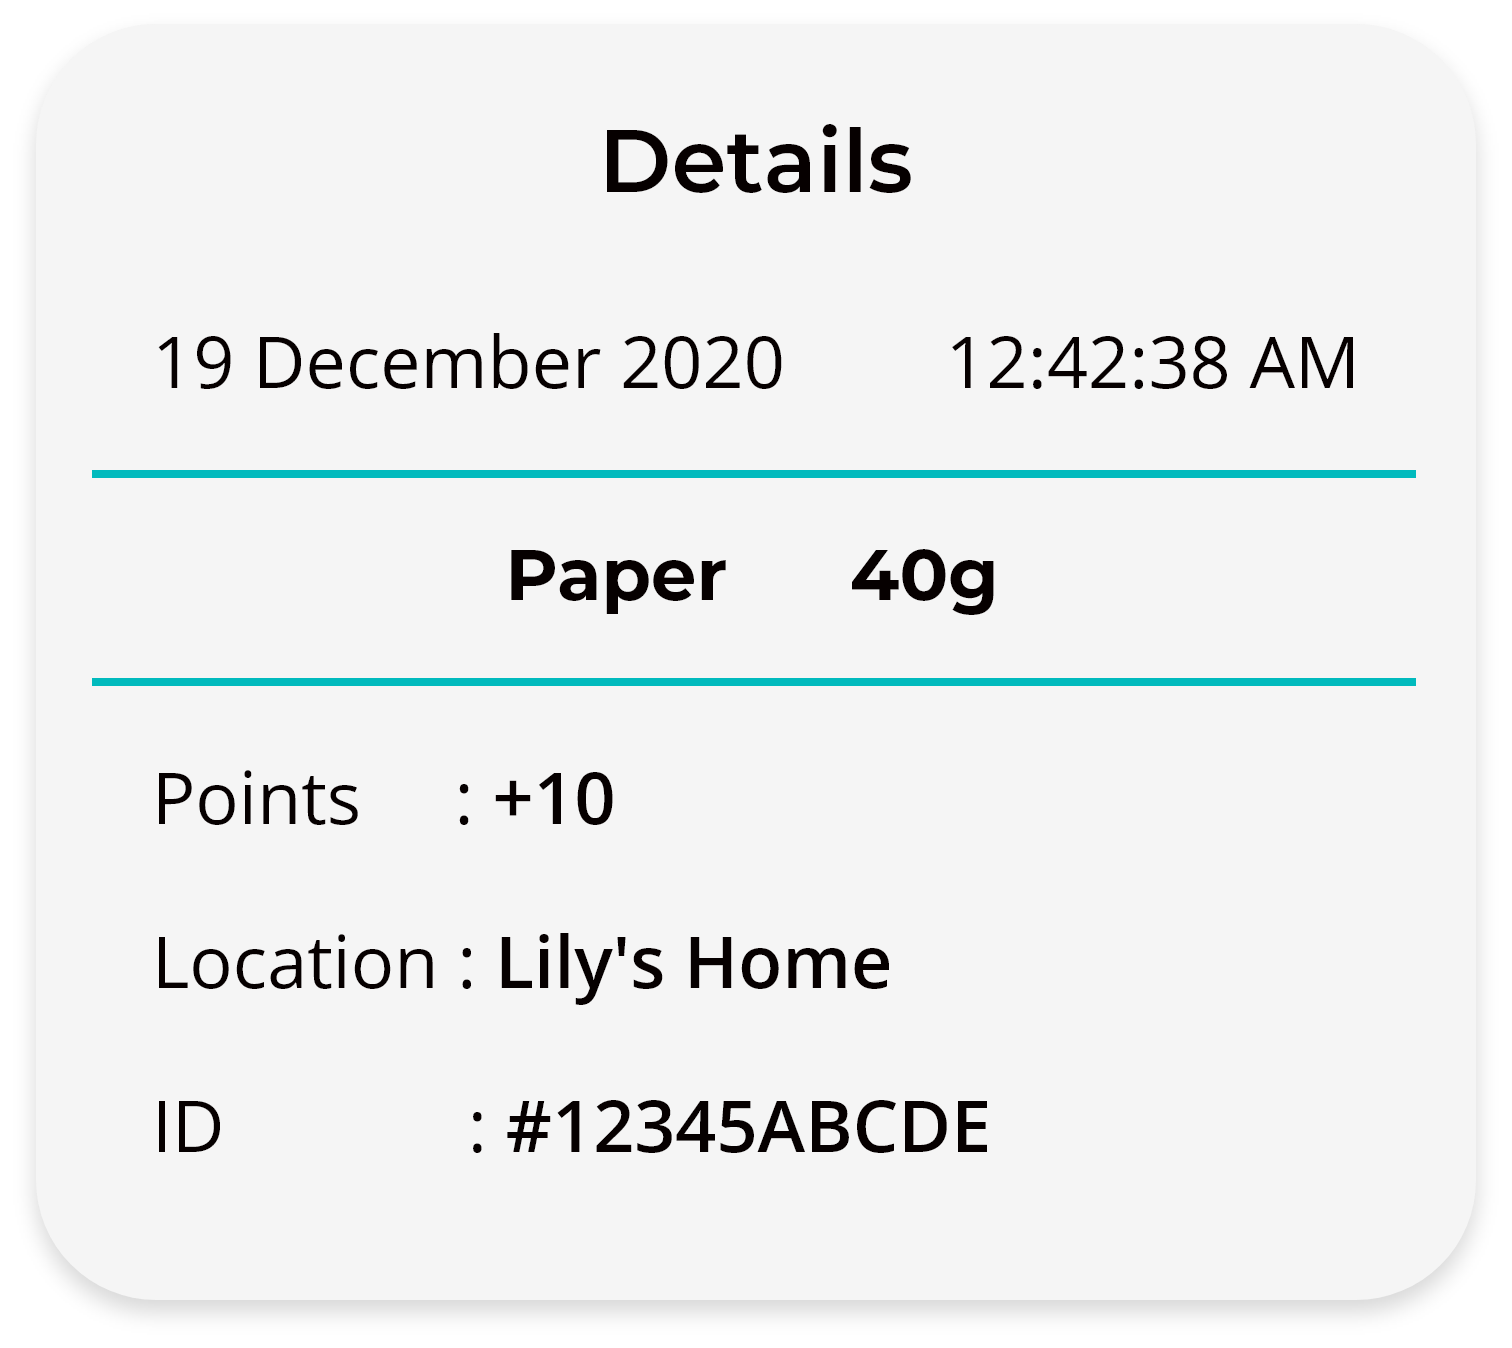 Details
19 December 2020 12:42:38 AM
Paper 40g
Points : +10
Location : Lily's Home
ID : #12345ABCDE